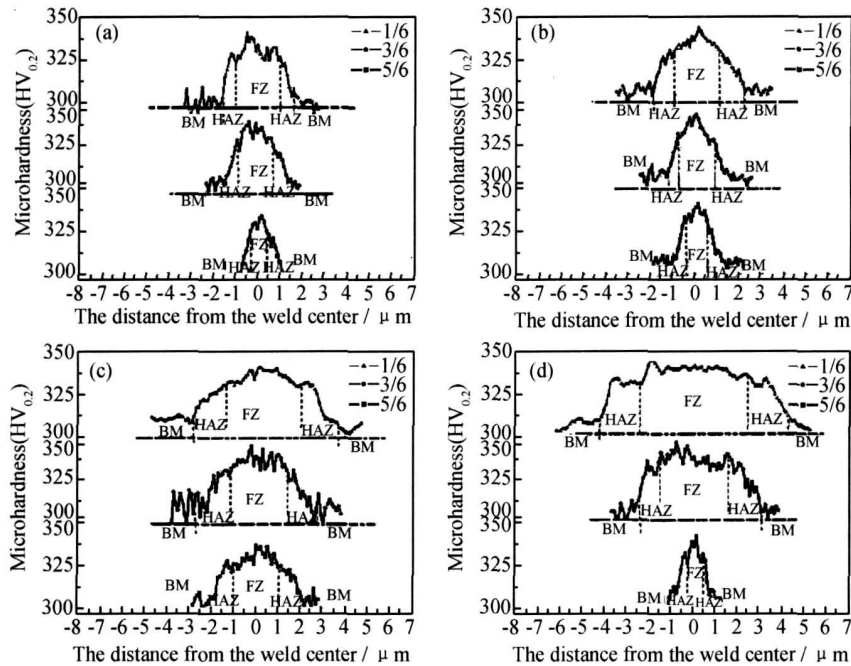 (a)
1/6
3/6
5/6
350
325
300
350
325
300
350
325
300
Microhardness(HV0.2)
FZ
BM HAZ HAZ BM
FZ
BM HAZ HAZ BM
FZ
BM HAZ HAZ BM
-8 -7 -6 -5 -4 -3 -2 -1 0 1 2 3 4 5 6 7
The distance from the weld center / μ m
(b)
1/6
3/6
5/6
350
325
300
350
325
300
350
325
300
Microhardness(HV0.2)
FZ
BM HAZ HAZ BM
BM FZ BM
HAZ HAZ
BM FZ BM
HAZ HAZ
-8 -7 -6 -5 -4 -3 -2 -1 0 1 2 3 4 5 6 7
The distance from the weld center / μ m
(c)
1/6
3/6
5/6
350
325
300
350
325
300
350
325
300
Microhardness(HV0.2)
FZ
HAZ HAZ
BM BM
FZ
HAZ HAZ
BM BM
FZ
BM HAZ HAZ BM
-8 -7 -6 -5 -4 -3 -2 -1 0 1 2 3 4 5 6 7
The distance from the weld center / μ m
(d)
1/6
3/6
5/6
350
325
300
350
325
300
350
325
300
Microhardness(HV0.2)
FZ
HAZ HAZ
BM BM
FZ
HAZ HAZ
BM BM
FZ
BM HAZ HAZ BM
-8 -7 -6 -5 -4 -3 -2 -1 0 1 2 3 4 5 6 7
The distance from the weld center / μ m